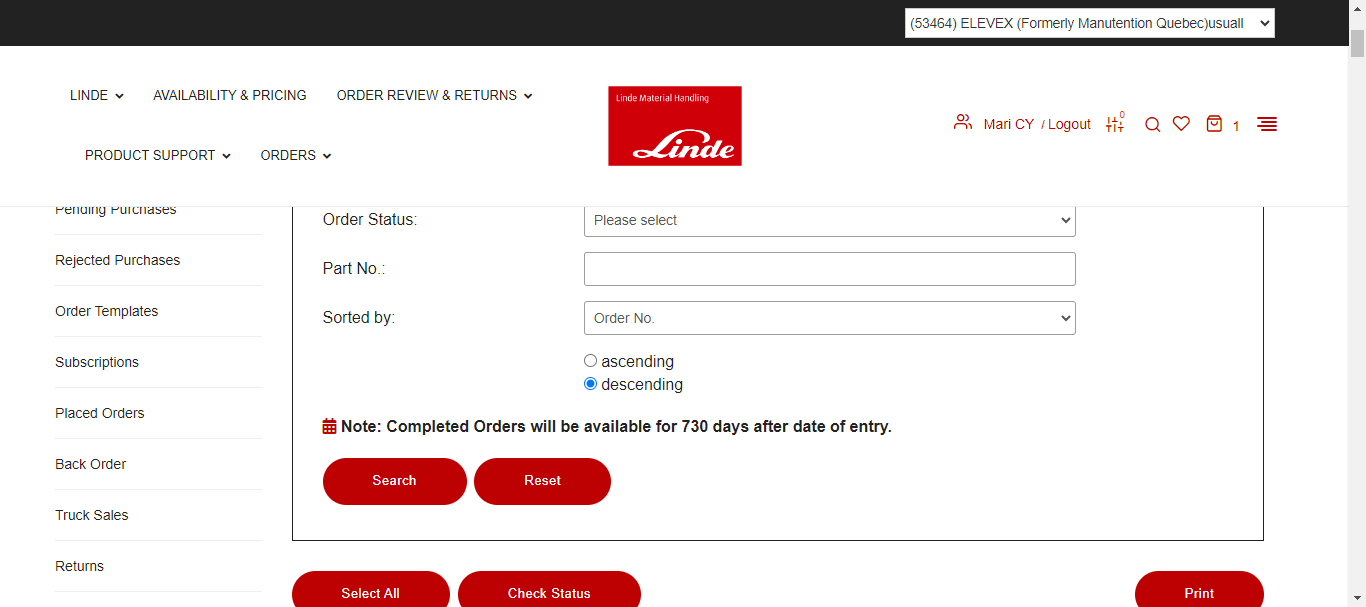 (53464) ELEVEX (Formerly Manutention Quebec)usuall
LINDE
AVAILABILITY & PRICING
ORDER REVIEW & RETURNS
PRODUCT SUPPORT
ORDERS
Linde Material Handling
Linde
Mari CY / Logout
0
1
Pending Purchases
Rejected Purchases
Order Templates
Subscriptions
Placed Orders
Back Order
Truck Sales
Returns
Order Status:
Please select
Part No.:
Sorted by:
Order No.
ascending
descending
Note: Completed Orders will be available for 730 days after date of entry.
Search
Reset
Select All
Check Status
Print